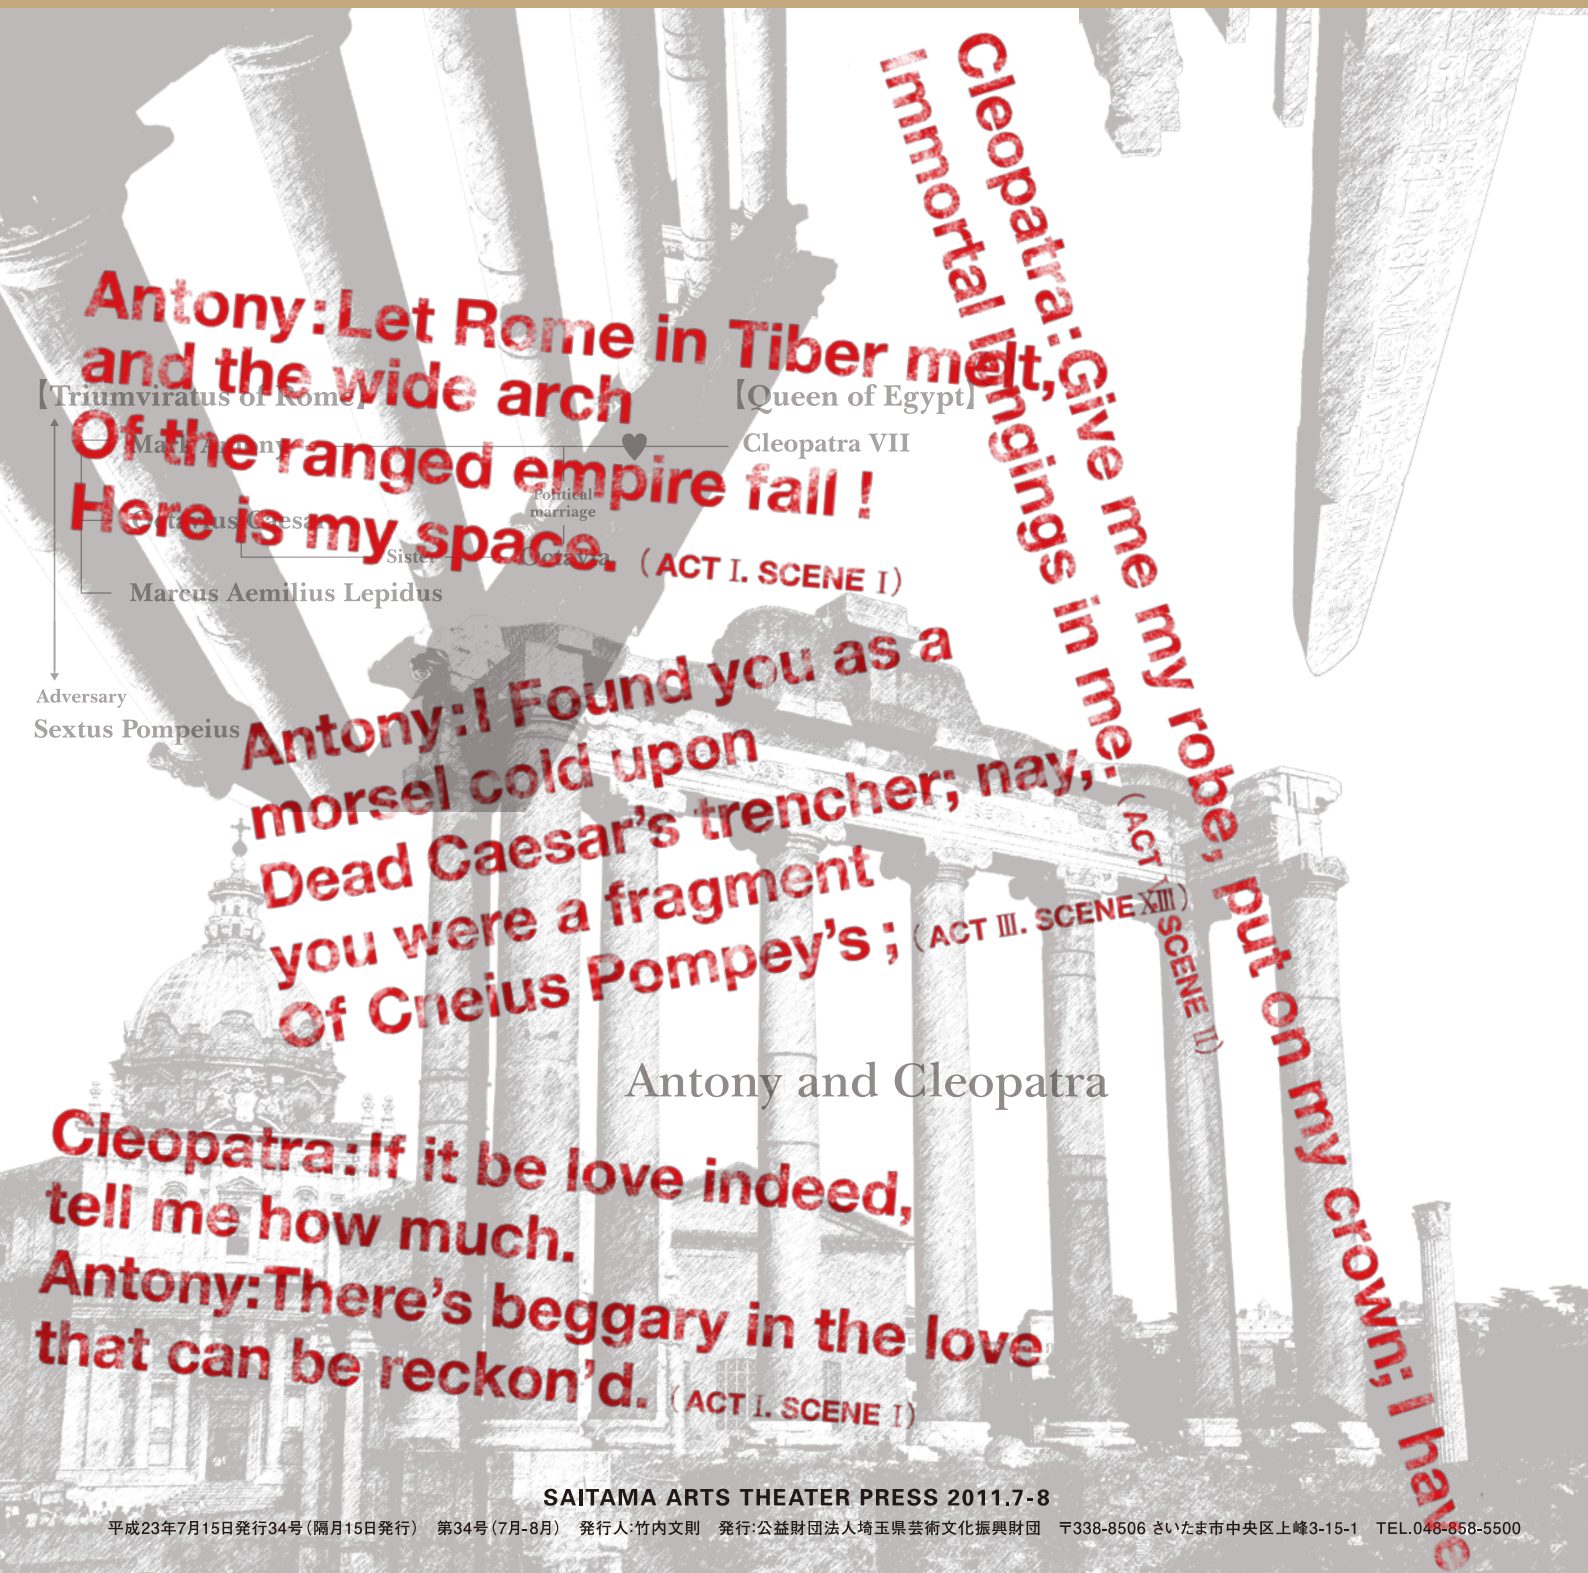 Antony:Let Rome in Tiber melt,
and the wide arch
Of the ranged empire fall !
Here is my space. (ACT I. SCENE I)
Cleopatra:Give me my robe, put on my crown; I have
Immortal longings in me. (ACT V SCENE II)
【Triumviratus of Rome】
Mark Antony
Octavius Caesar
Marcus Aemilius Lepidus
【Queen of Egypt】
Cleopatra VII
Political
marriage
Sister
Octavia
Adversary
Sextus Pompeius
Antony:I Found you as a
morsel cold upon
Dead Caesar's trencher; nay,
you were a fragment
Of Cneius Pompey's ; (ACT III. SCENE XIII)
Antony and Cleopatra
Cleopatra:If it be love indeed,
tell me how much.
Antony:There's beggary in the love
that can be reckon'd. (ACT I. SCENE I)
SAITAMA ARTS THEATER PRESS 2011.7-8
平成23年7月15日発行34号(隔月15日発行) 第34号(7月-8月) 発行人:竹内文則 発行:公益財団法人埼玉県芸術文化振興財団 〒338-8506 さいたま市中央区上峰3-15-1 TEL.048-858-5500